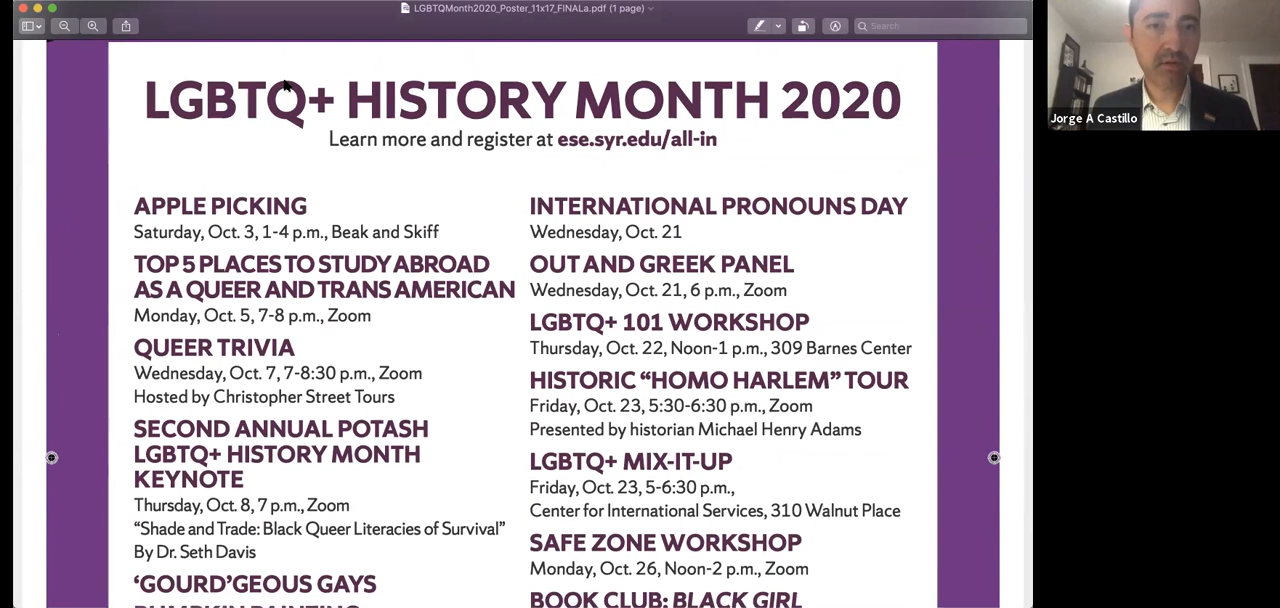 LGBTQMonth2020_Poster_11x17_FINALa.pdf (1 page)
Search
LGBTQ+ HISTORY MONTH 2020
Learn more and register at ese.syr.edu/all-in
APPLE PICKING
Saturday, Oct. 3, 1-4 p.m., Beak and Skiff
TOP 5 PLACES TO STUDY ABROAD
AS A QUEER AND TRANS AMERICAN
Monday, Oct. 5, 7-8 p.m., Zoom
QUEER TRIVIA
Wednesday, Oct. 7, 7-8:30 p.m., Zoom
Hosted by Christopher Street Tours
SECOND ANNUAL POTASH
LGBTQ+ HISTORY MONTH
KEYNOTE
Thursday, Oct. 8, 7 p.m., Zoom
“Shade and Trade: Black Queer Literacies of Survival”
By Dr. Seth Davis
‘GOURD’GEOUS GAYS
PUMPKIN PAINTING
INTERNATIONAL PRONOUNS DAY
Wednesday, Oct. 21
OUT AND GREEK PANEL
Wednesday, Oct. 21, 6 p.m., Zoom
LGBTQ+ 101 WORKSHOP
Thursday, Oct. 22, Noon-1 p.m., 309 Barnes Center
HISTORIC “HOMO HARLEM” TOUR
Friday, Oct. 23, 5:30-6:30 p.m., Zoom
Presented by historian Michael Henry Adams
LGBTQ+ MIX-IT-UP
Friday, Oct. 23, 5-6:30 p.m.,
Center for International Services, 310 Walnut Place
SAFE ZONE WORKSHOP
Monday, Oct. 26, Noon-2 p.m., Zoom
BOOK CLUB: BLACK GIRL
Jorge A Castillo